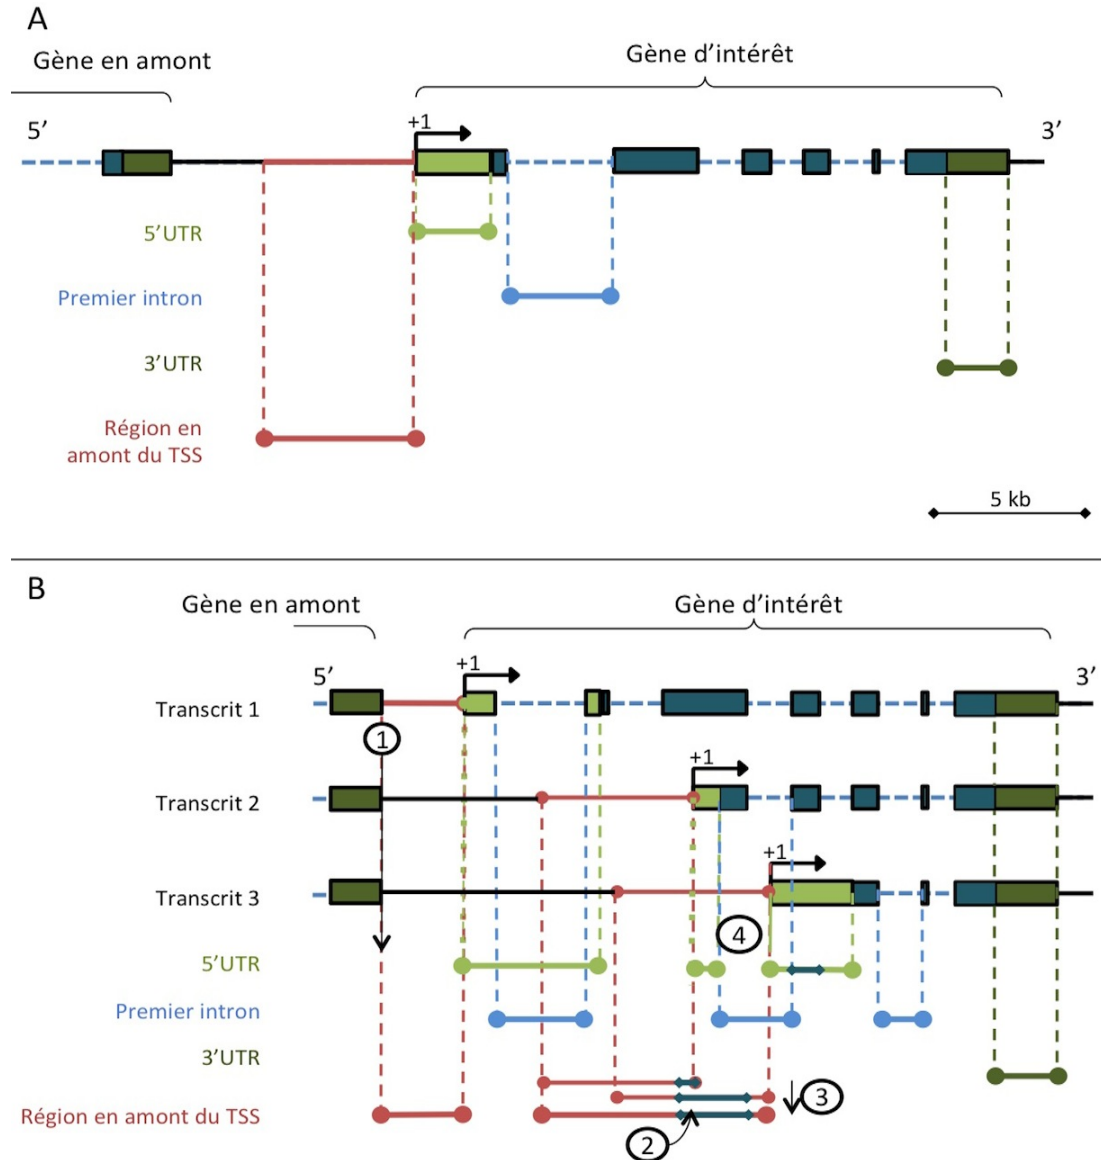 A
Gène en amont
Gène d’intérêt
5’
+1
3’
5’UTR
Premier intron
3’UTR
Région en
amont du TSS
5 kb
B
Gène en amont
Gène d’intérêt
5’
+1
3’
Transcrit 1
1
+1
Transcrit 2
+1
Transcrit 3
4
5’UTR
Premier intron
3’UTR
3
Région en amont du TSS
2